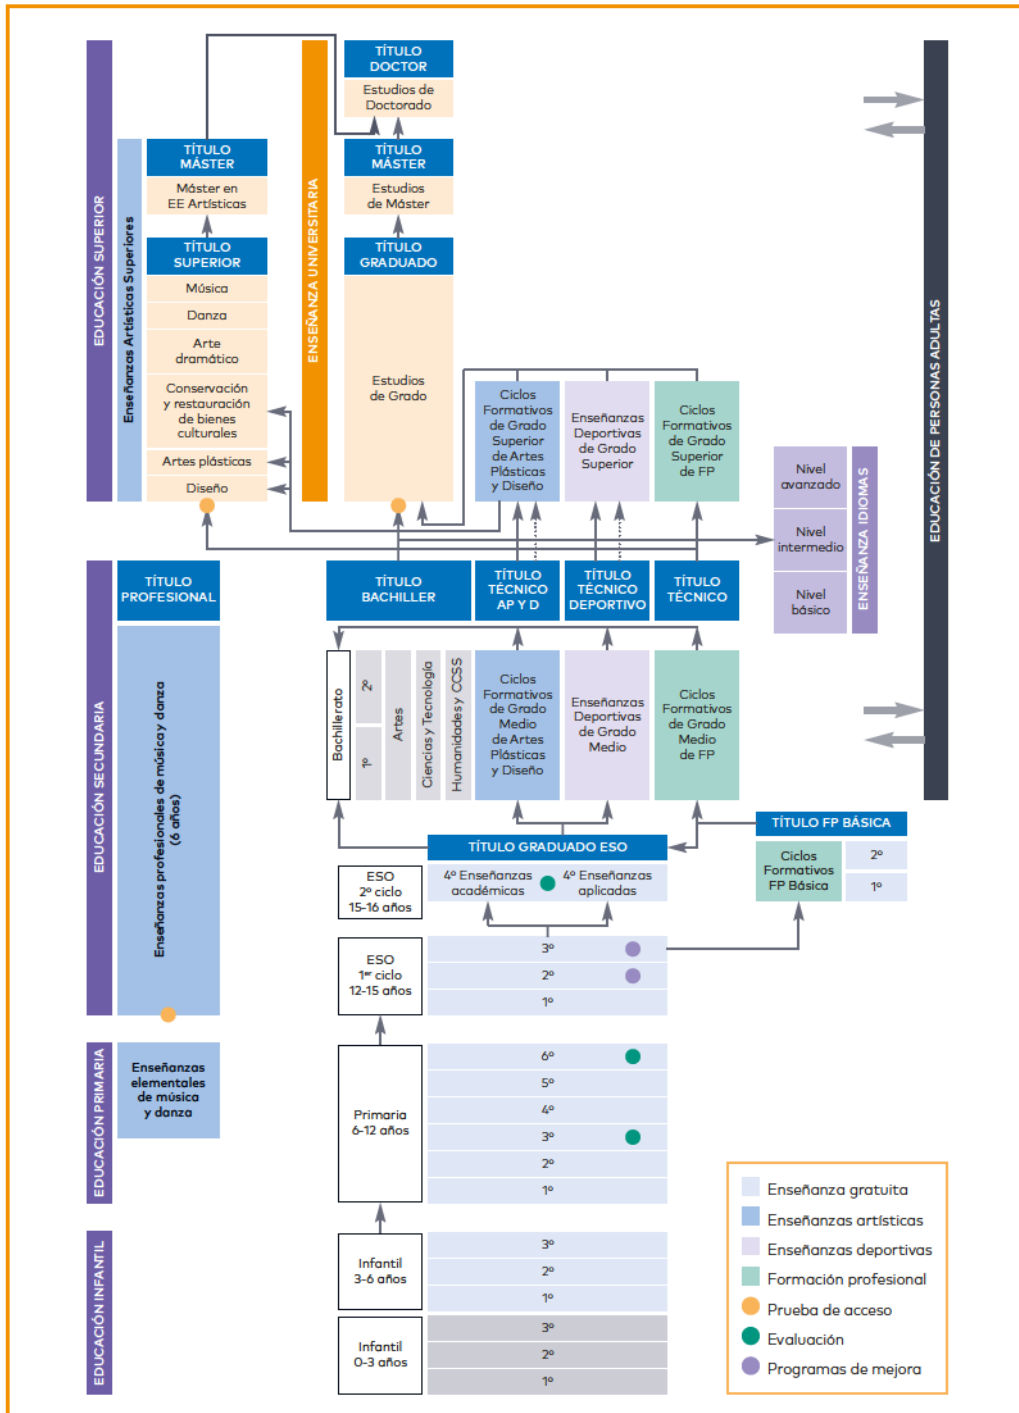 EDUCACIÓN SUPERIOR
Enseñanzas Artísticas Superiores
TÍTULO
MÁSTER
Máster en
EE Artísticas
TÍTULO
SUPERIOR
Música
Danza
Arte
dramático
Conservación
y restauración
de bienes
culturales
Artes plásticas
Diseño
ENSEÑANZA UNIVERSITARIA
TÍTULO
DOCTOR
Estudios de
Doctorado
TÍTULO
MÁSTER
Estudios
de Máster
TÍTULO
GRADUADO
Estudios
de Grado
Ciclos
Formativos
de Grado
Superior
de Artes
Plásticas
y Diseño
Enseñanzas
Deportivas
de Grado
Superior
Ciclos
Formativos
de Grado
Superior
de FP
Nivel
avanzado
Nivel
intermedio
Nivel
básico
ENSEÑANZA IDIOMAS
EDUCACIÓN DE PERSONAS ADULTAS
EDUCACIÓN SECUNDARIA
TÍTULO
PROFESIONAL
Enseñanzas profesionales de música y danza
(6 años)
TÍTULO
BACHILLER
TÍTULO
TÉCNICO
AP Y D
TÍTULO
TÉCNICO
DEPORTIVO
TÍTULO
TÉCNICO
Bachillerato
2º
1º
Artes
Ciencias y Tecnología
Humanidades y CCSS
Ciclos
Formativos
de Grado
Medio
de Artes
Plásticas
y Diseño
Enseñanzas
Deportivas
de Grado
Medio
Ciclos
Formativos
de Grado
Medio
de FP
TÍTULO GRADUADO ESO
TÍTULO FP BÁSICA
Ciclos
Formativos
FP Básica
2º
1º
ESO
2º ciclo
15-16 años
4º Enseñanzas
académicas
4º Enseñanzas
aplicadas
ESO
1er ciclo
12-15 años
3º
2º
1º
EDUCACIÓN PRIMARIA
Enseñanzas
elementales
de música
y danza
Primaria
6-12 años
6º
5º
4º
3º
2º
1º
EDUCACIÓN INFANTIL
Infantil
3-6 años
3º
2º
1º
Infantil
0-3 años
3º
2º
1º
Enseñanza gratuita
Enseñanzas artísticas
Enseñanzas deportivas
Formación profesional
Prueba de acceso
Evaluación
Programas de mejora